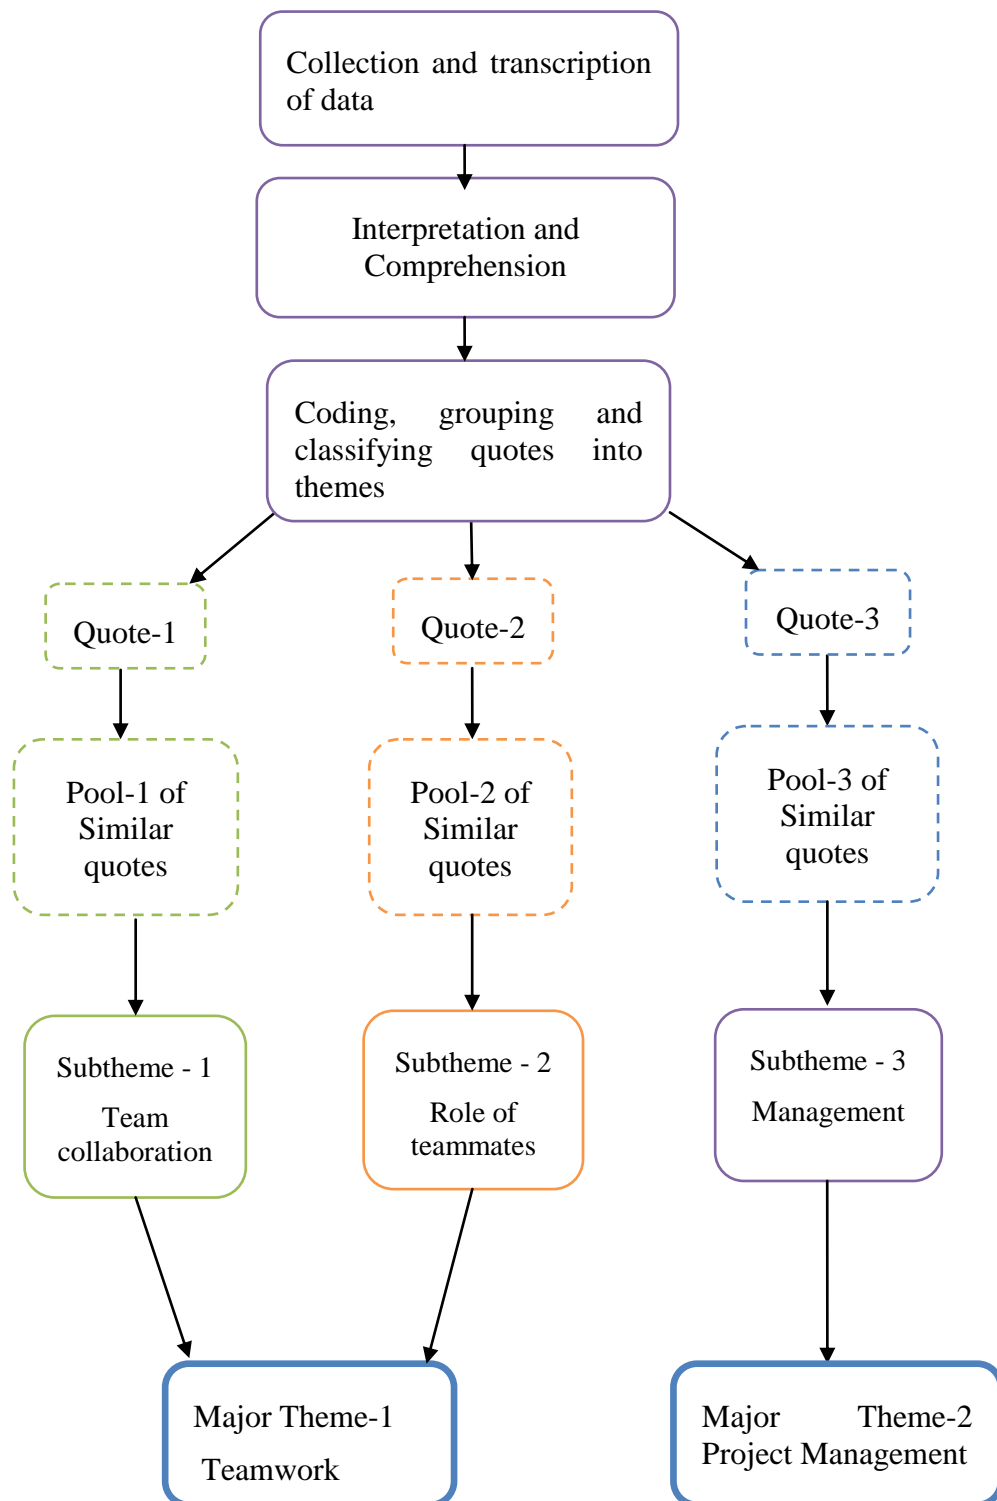 Collection and transcription
of data
Interpretation and
Comprehension
Coding, grouping and
classifying quotes into
themes
Quote-1
Quote-2
Quote-3
Pool-1 of
Similar
quotes
Pool-2 of
Similar
quotes
Pool-3 of
Similar
quotes
Subtheme - 1
Team
collaboration
Subtheme - 2
Role of
teammates
Subtheme - 3
Management
Major Theme-1
Teamwork
Major Theme-2
Project Management